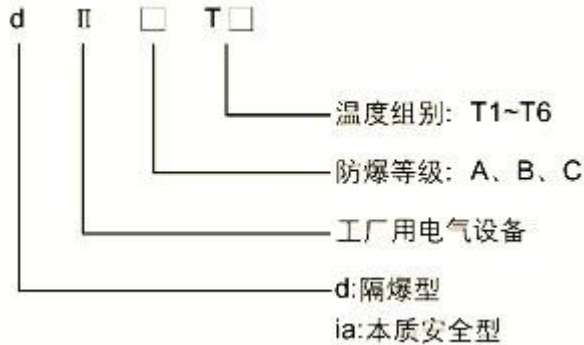 d Ⅱ □ T□
温度组别: T1~T6
防爆等级: A、B、C
工厂用电气设备
d:隔爆型
ia:本质安全型